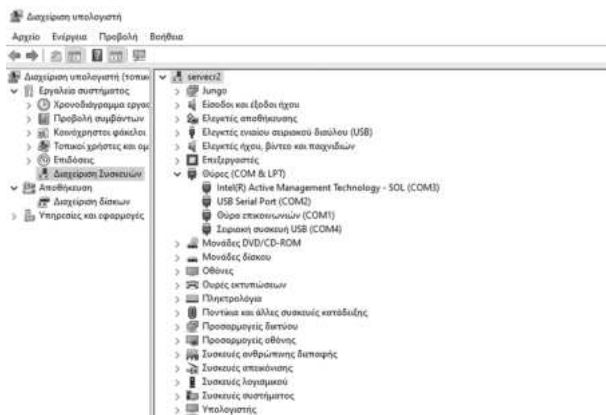 Διαχείριση υπολογιστή
Αρχείο Ενέργεια Προβολή Βοήθεια
Διαχείριση υπολογιστή (τοπικ
Εργαλεία συστήματος
Χρονοδιάγραμμα εργασ
Προβολή συμβάντων
Κοινόχρηστοι φάκελοι
Τοπικοί χρήστες και ομ
Επιδόσεις
Διαχείριση Συσκευών
Αποθήκευση
Διαχείριση δίσκων
Υπηρεσίες και εφαρμογές
servecr2
Jungo
Είσοδοι και έξοδοι ήχου
Ελεγκτές αποθήκευσης
Ελεγκτές ενιαίου σειριακού διαύλου (USB)
Ελεγκτές ήχου, βίντεο και παιχνιδιών
Επεξεργαστές
Θύρες (COM & LPT)
Intel(R) Active Management Technology - SOL (COM3)
USB Serial Port (COM2)
Θύρα επικοινωνιών (COM1)
Σειριακή συσκευή USB (COM4)
Μονάδες DVD/CD-ROM
Μονάδες δίσκου
Οθόνες
Ουρές εκτυπώσεων
Πληκτρολόγια
Ποντίκια και άλλες συσκευές κατάδειξης
Προσαρμογείς δικτύου
Προσαρμογείς οθόνης
Συσκευές ανθρώπινης διεπαφής
Συσκευές απεικόνισης
Συσκευές λογισμικού
Συσκευές συστήματος
Υπολογιστής